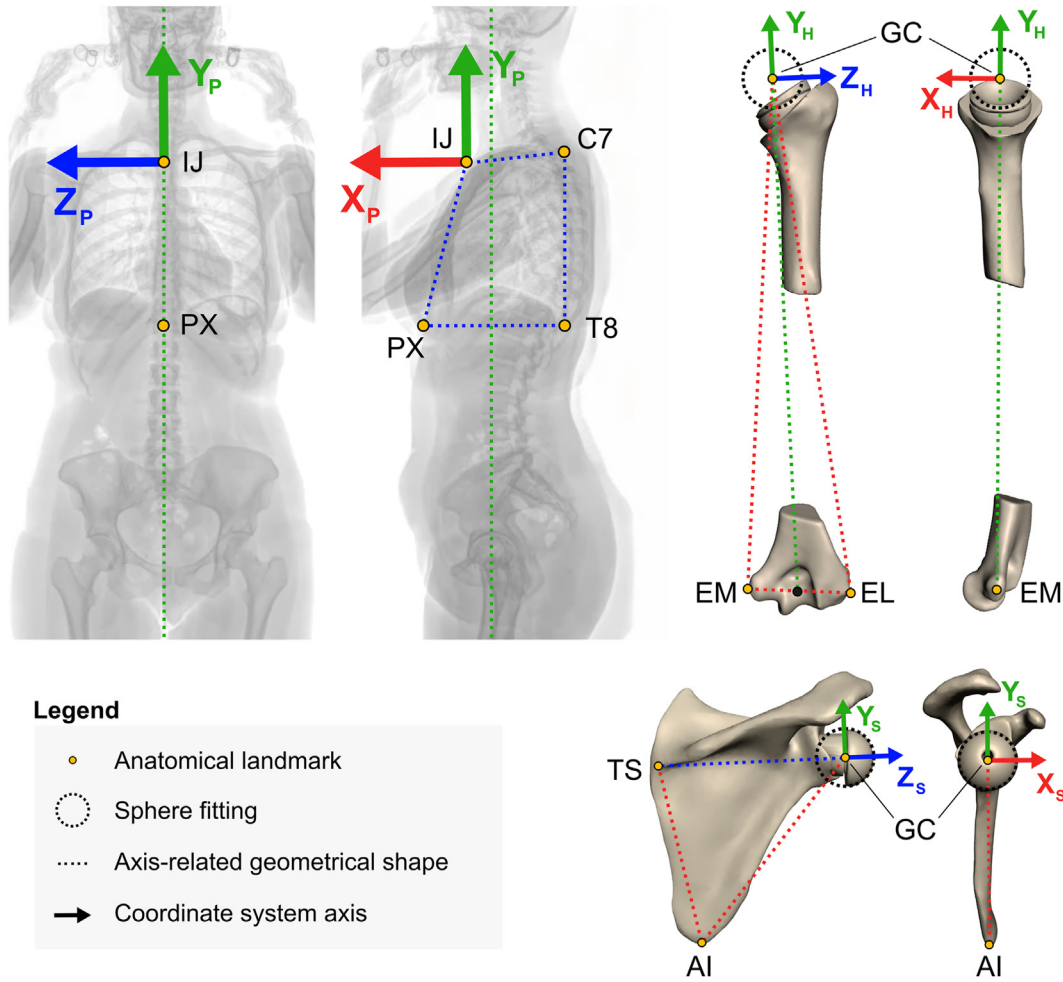 Y_P
IJ
Z_P
PX
Y_P
IJ
C7
X_P
PX
T8
Y_H
GC
Y_H
Z_H
X_H
EM
EL
EM
Legend
Anatomical landmark
Sphere fitting
Axis-related geometrical shape
Coordinate system axis
Y_S
Y_S
TS
Z_S
X_S
GC
AI
AI